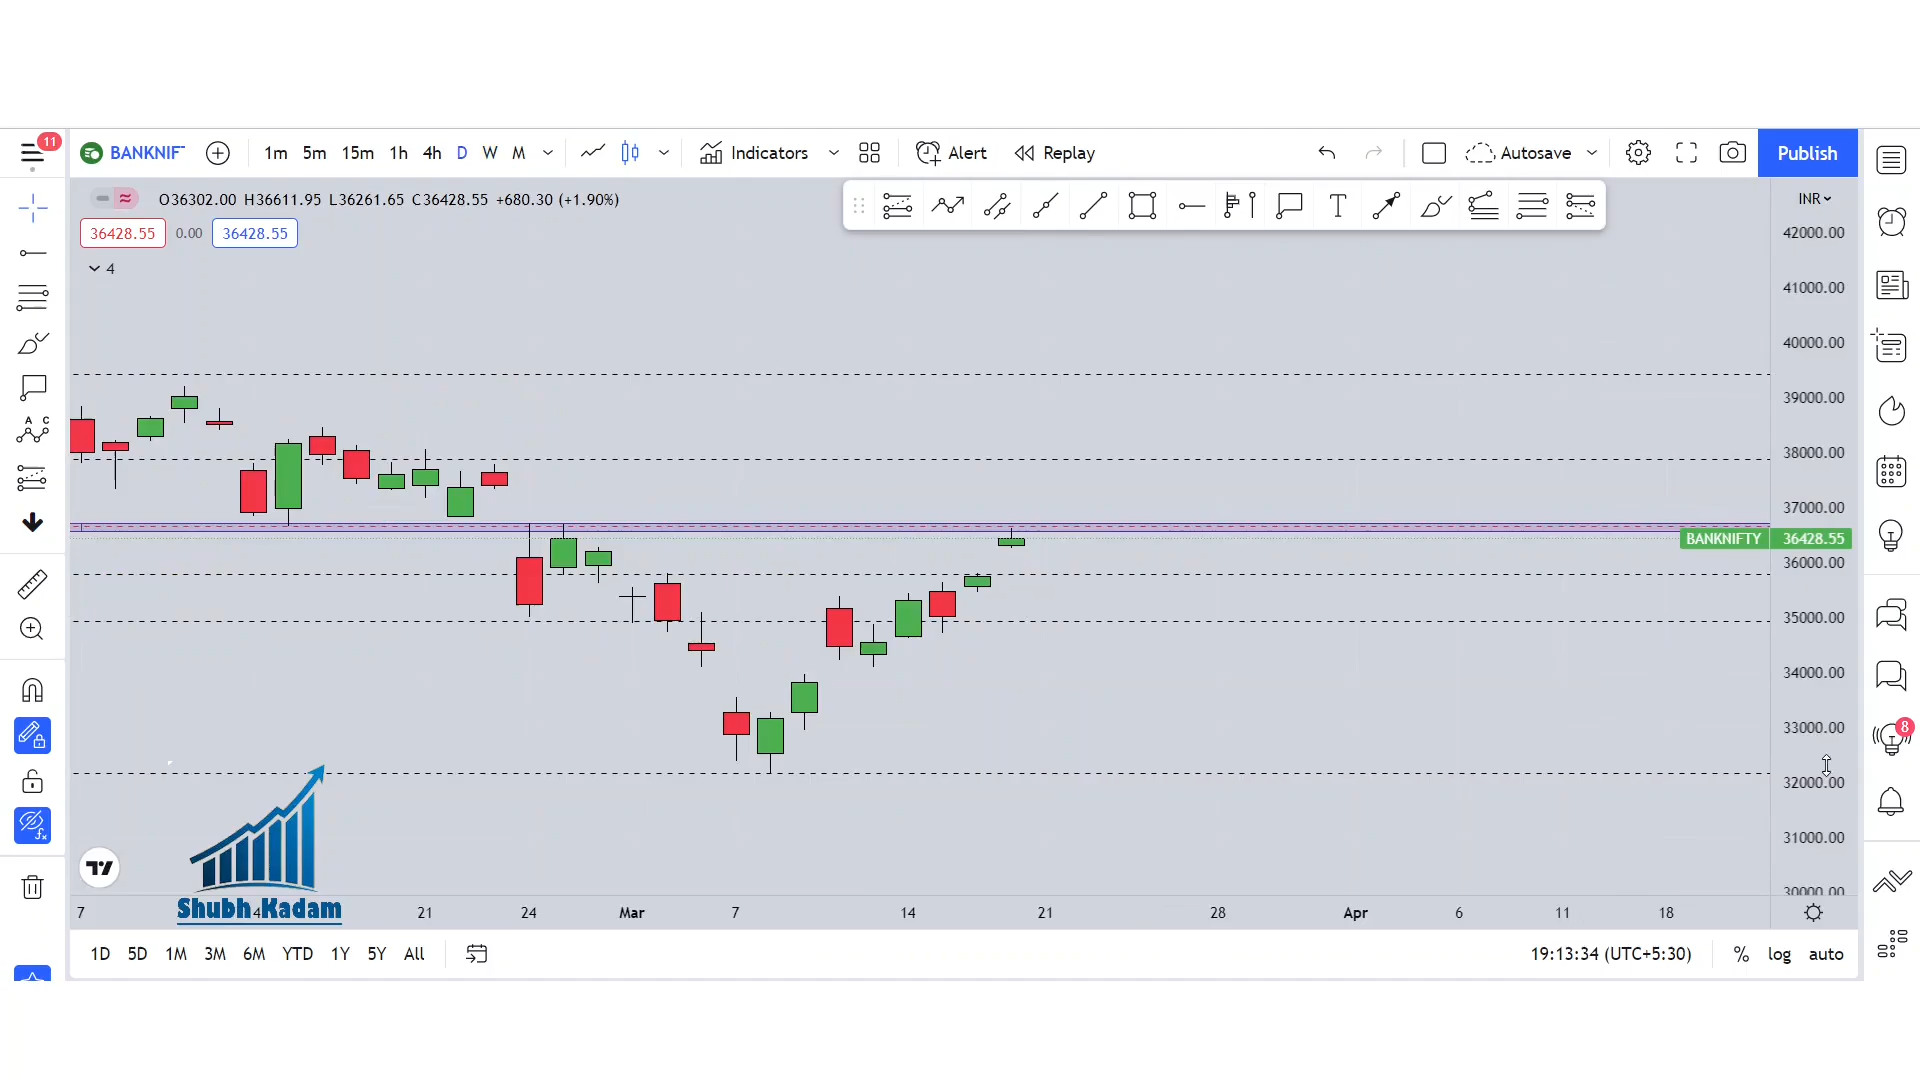 11
BANKNIF
1m 5m 15m 1h 4h D W M
Indicators
Alert
Replay
Autosave
Publish
O36302.00 H36611.95 L36261.65 C36428.55 +680.30 (+1.90%)
INR
36428.55 0.00 36428.55
4
42000.00
41000.00
40000.00
39000.00
38000.00
37000.00
BANKNIFTY 36428.55
36000.00
35000.00
34000.00
33000.00
8
32000.00
31000.00
30000.00
Shubh Kadam
7 4 21 24 Mar 7 14 21 28 Apr 6 11 18
1D 5D 1M 3M 6M YTD 1Y 5Y All
19:13:34 (UTC+5:30) % log auto